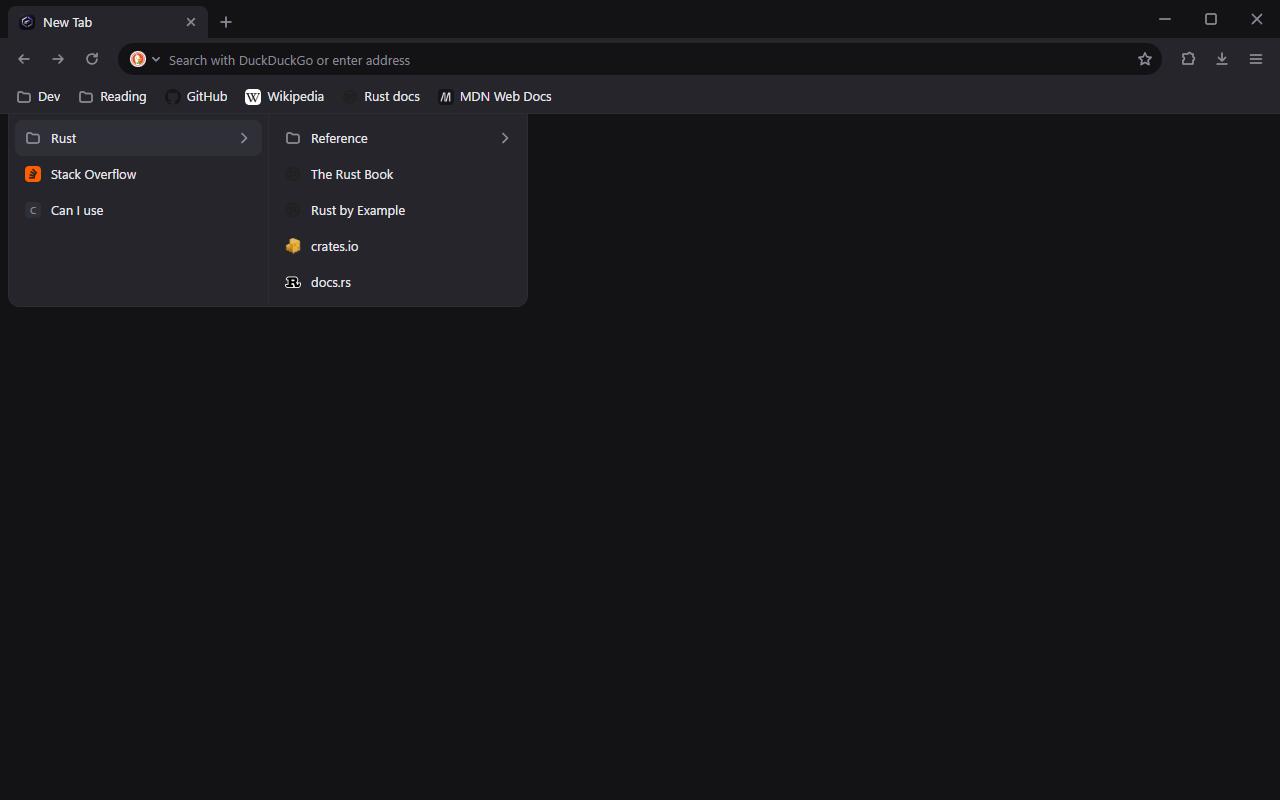 New Tab
Search with DuckDuckGo or enter address
Dev Reading GitHub W Wikipedia Rust docs MDN Web Docs
Rust Reference
Stack Overflow The Rust Book
C Can I use Rust by Example
crates.io
docs.rs